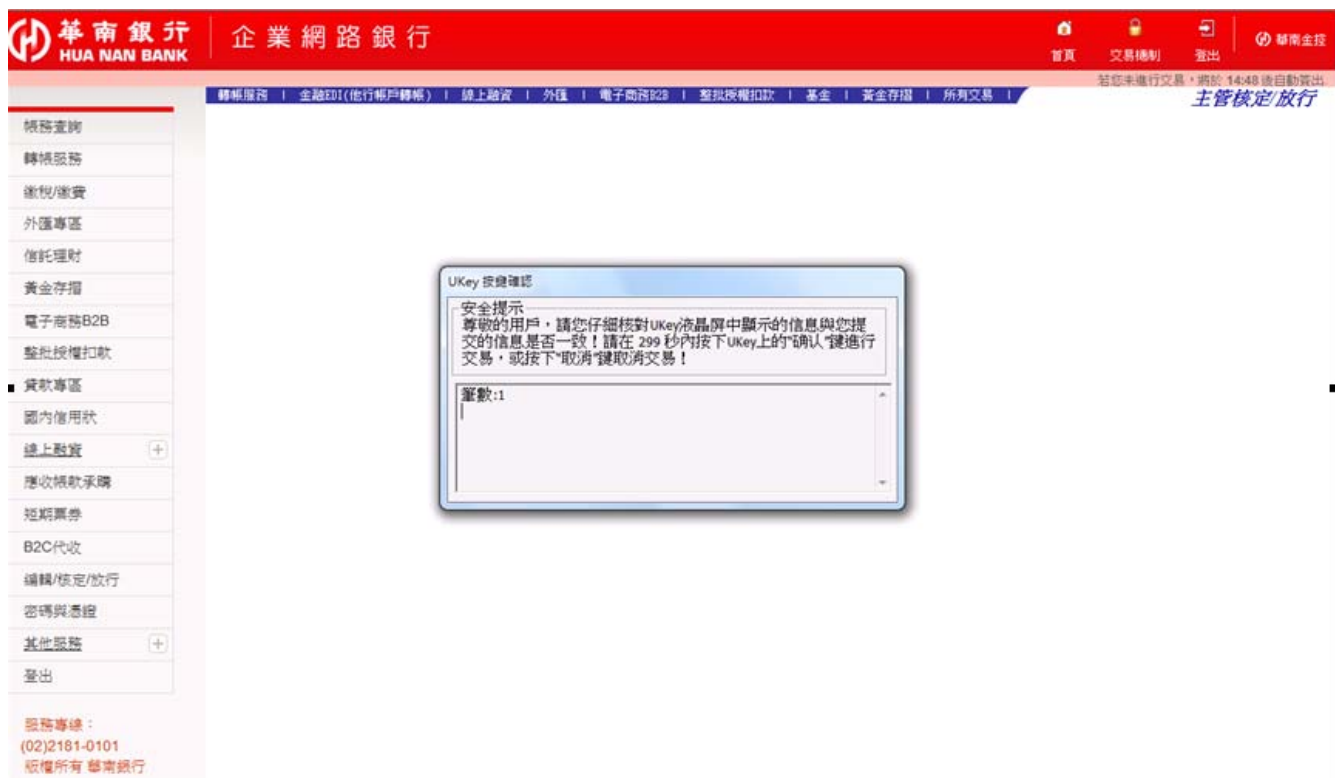 華南銀行
HUA NAN BANK
企業網路銀行
首頁
交易機制
登出
華南金控
若您未進行交易，將於 14:48 後自動簽出.
轉帳服務 | 金融EDI(他行帳戶轉帳) | 線上融資 | 外匯 | 電子商務B2B | 整批授權扣款 | 基金 | 黃金存摺 | 所有交易 |
主管核定/放行
帳務查詢
轉帳服務
繳稅/繳費
外匯專區
信託理財
黃金存摺
電子商務B2B
整批授權扣款
貸款專區
國內信用狀
線上融資
應收帳款承購
短期票券
B2C代收
編輯/核定/放行
密碼與憑證
其他服務
登出
服務專線：
(02)2181-0101
版權所有 華南銀行
UKey 按鍵確認
安全提示
尊敬的用戶，請您仔細核對UKey液晶屏中顯示的信息與您提
交的信息是否一致！請在 299 秒內按下UKey上的"确认"鍵進行
交易，或按下"取消"鍵取消交易！
筆數:1